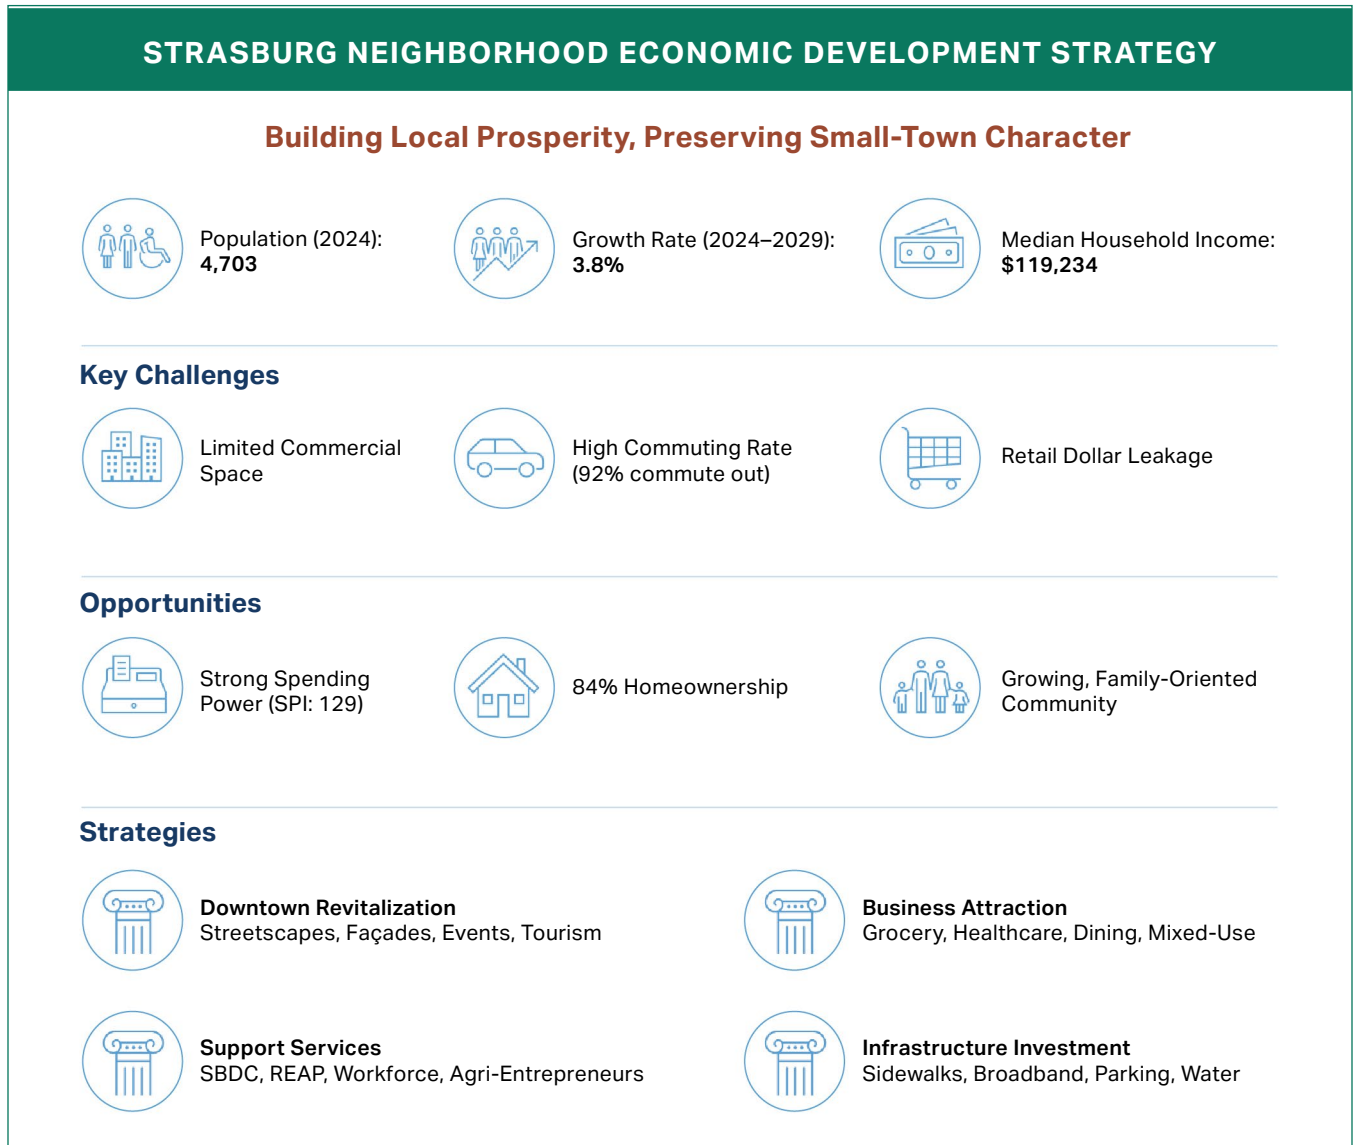 STRASBURG NEIGHBORHOOD ECONOMIC DEVELOPMENT STRATEGY
Building Local Prosperity, Preserving Small-Town Character
Population (2024):
4,703
Growth Rate (2024–2029):
3.8%
Median Household Income:
$119,234
Key Challenges
Limited Commercial
Space
High Commuting Rate
(92% commute out)
Retail Dollar Leakage
Opportunities
Strong Spending
Power (SPI: 129)
84% Homeownership
Growing, Family-Oriented
Community
Strategies
Downtown Revitalization
Streetscapes, Façades, Events, Tourism
Business Attraction
Grocery, Healthcare, Dining, Mixed-Use
Support Services
SBDC, REAP, Workforce, Agri-Entrepreneurs
Infrastructure Investment
Sidewalks, Broadband, Parking, Water